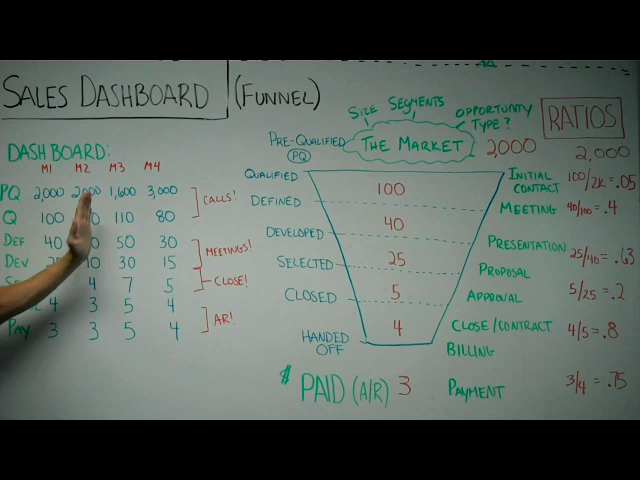 SALES DASHBOARD (FUNNEL)
DASHBOARD:
M1 M2 M3 M4
PQ 2,000 2,000 1,600 3,000
Q 100 110 80
DEF 40 50 30
DEV 30 15
4 7 5
4 3 5 4
PAY 3 3 5 4
CALLS!
MEETINGS!
CLOSE!
AR!
SIZE SEGMENTS OPPORTUNITY TYPE?
PRE-QUALIFIED (PQ) THE MARKET 2,000
QUALIFIED 100 INITIAL CONTACT
DEFINED MEETING
40
DEVELOPED PRESENTATION
SELECTED 25 PROPOSAL
CLOSED 5 APPROVAL
HANDED OFF 4 CLOSE/CONTRACT
BILLING
$ PAID (A/R) 3 PAYMENT
RATIOS
2,000
100/2K = .05
40/100 = .4
25/40 = .63
5/25 = .2
4/5 = .8
3/4 = .75